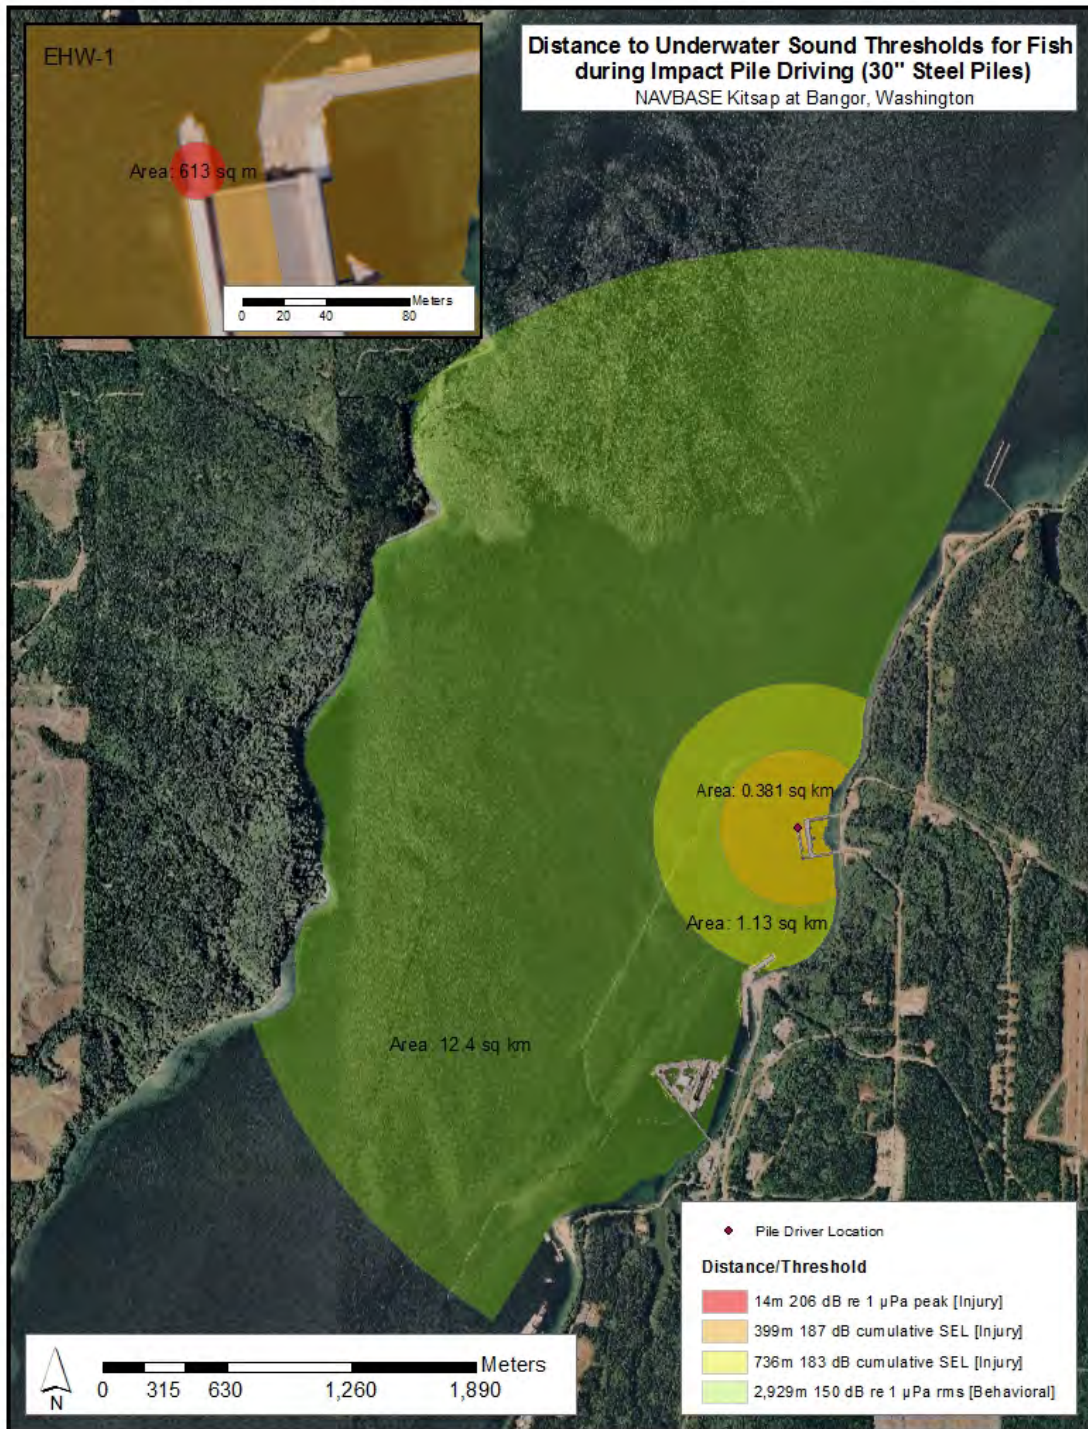 EHW-1
Area: 613 sq m
Meters
0 20 40 80
Distance to Underwater Sound Thresholds for Fish
during Impact Pile Driving (30" Steel Piles)
NAVBASE Kitsap at Bangor, Washington
Area: 0.381 sq km
Area: 1.13 sq km
Area: 12.4 sq km
Pile Driver Location
Distance/Threshold
14m 206 dB re 1 µPa peak [Injury]
399m 187 dB cumulative SEL [Injury]
736m 183 dB cumulative SEL [Injury]
2,929m 150 dB re 1 µPa rms [Behavioral]
N
Meters
0 315 630 1,260 1,890